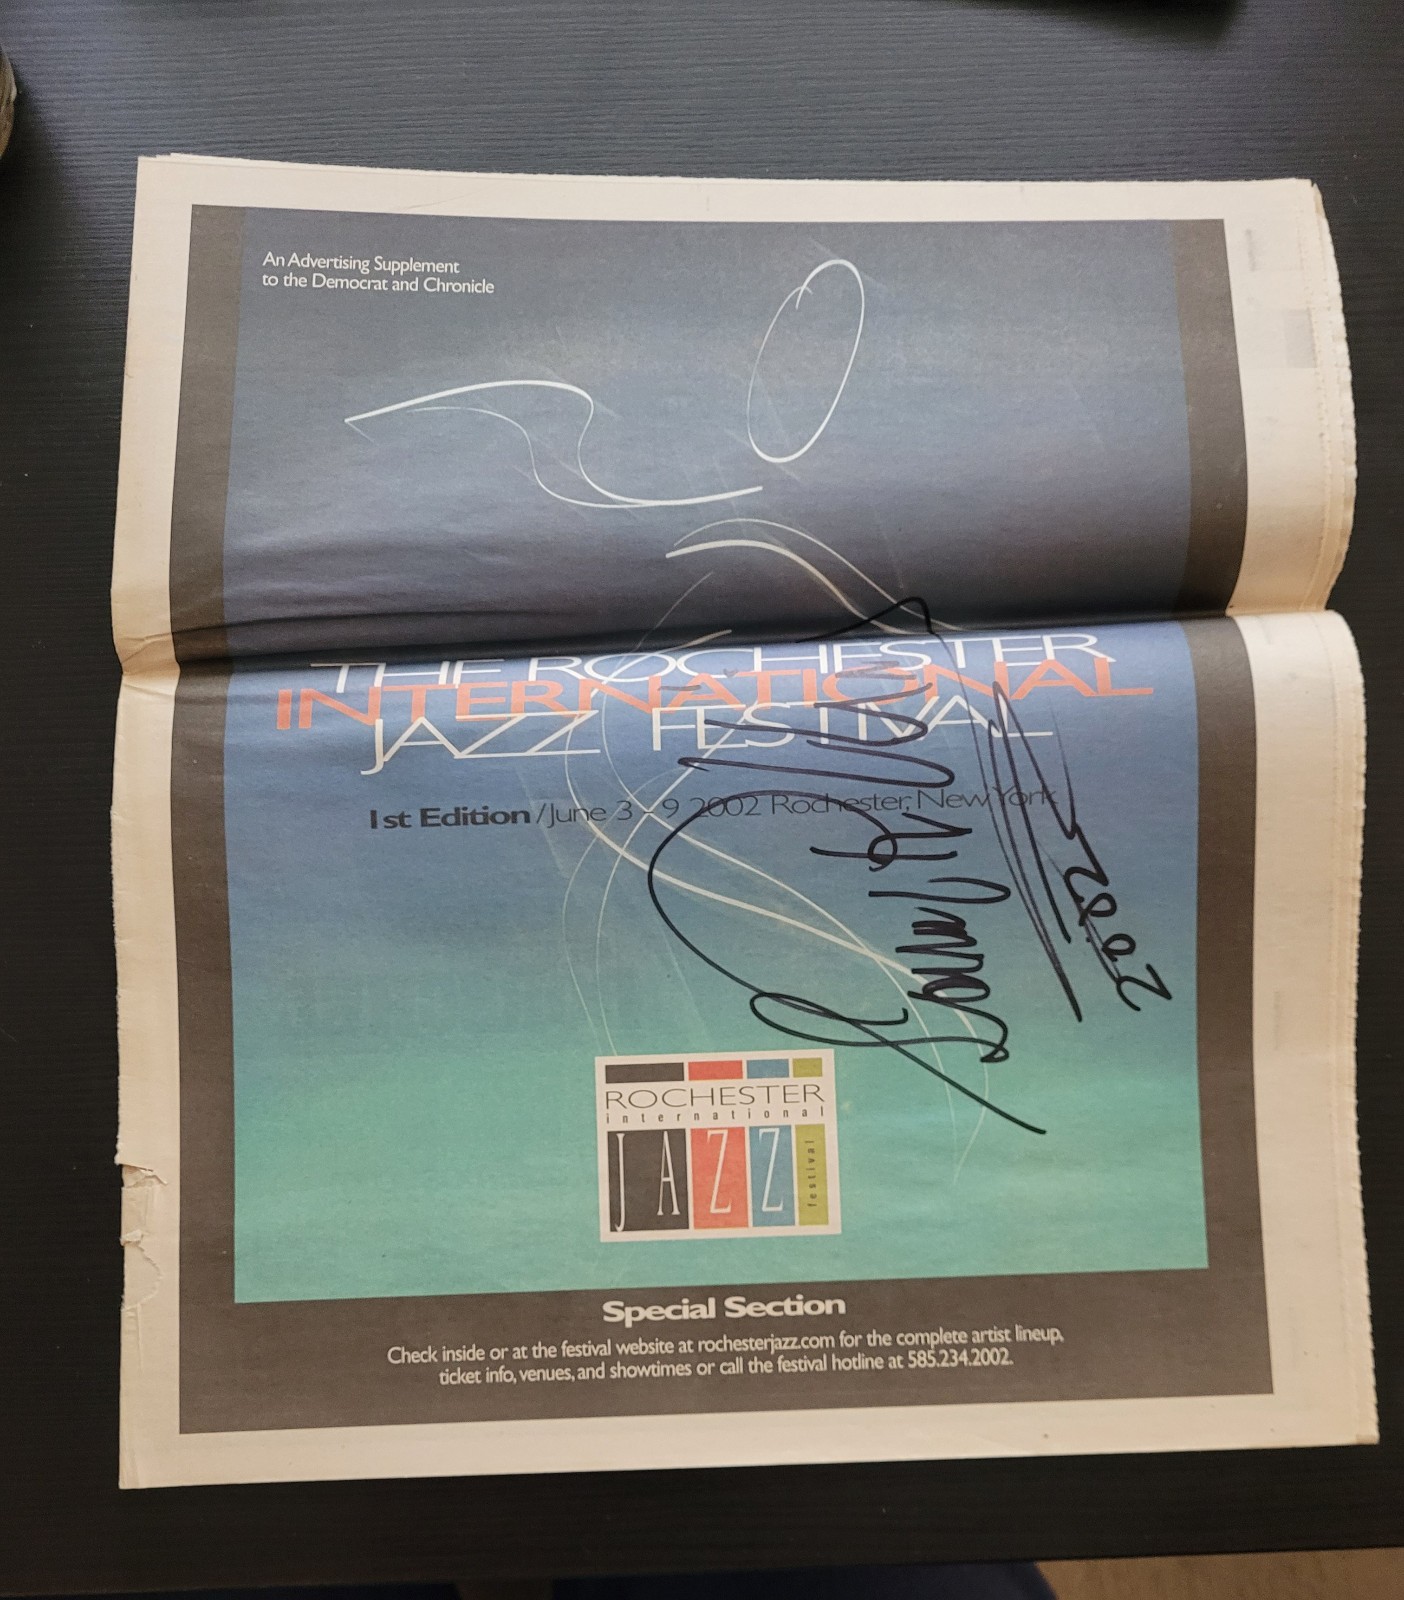 An Advertising Supplement
to the Democrat and Chronicle
THE ROCHESTER
INTERNATIONAL
JAZZ FESTIVAL
1st Edition / June 3 - 9 2002 Rochester, New York
ROCHESTER
international
JAZZ
festival
Special Section
Check inside or at the festival website at rochesterjazz.com for the complete artist lineup,
ticket info, venues, and showtimes or call the festival hotline at 585.234.2002.